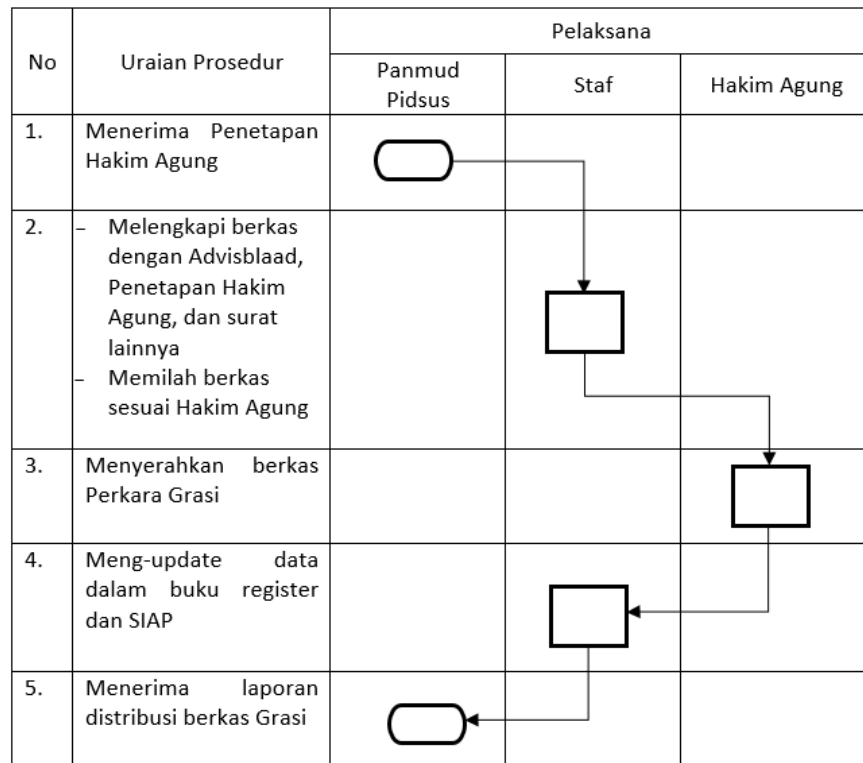 No
Uraian Prosedur
Pelaksana
Panmud
Pidsus
Staf
Hakim Agung
1.
Menerima Penetapan
Hakim Agung
2.
– Melengkapi berkas
dengan Advisblaad,
Penetapan Hakim
Agung, dan surat
lainnya
– Memilah berkas
sesuai Hakim Agung
3.
Menyerahkan berkas
Perkara Grasi
4.
Meng-update data
dalam buku register
dan SIAP
5.
Menerima laporan
distribusi berkas Grasi